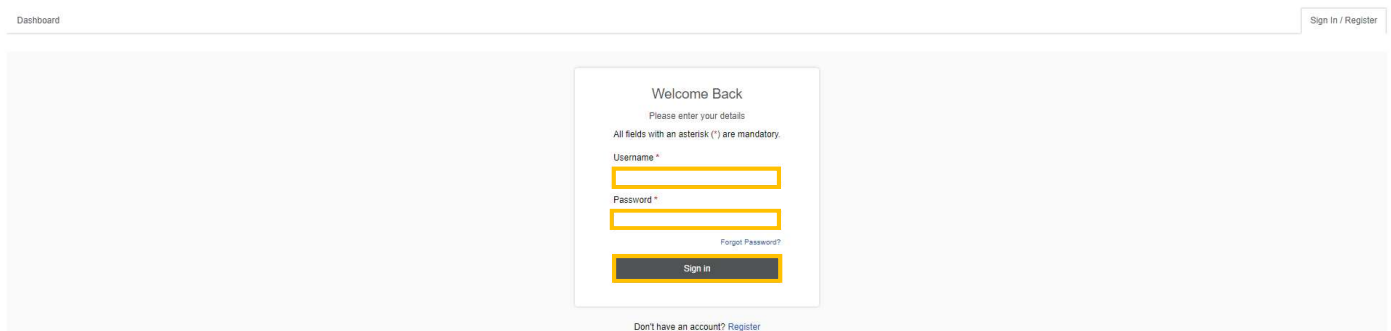 Dashboard
Sign In / Register
Welcome Back
Please enter your details
All fields with an asterisk (*) are mandatory.
Username *
Password *
Forgot Password?
Sign in
Don't have an account? Register